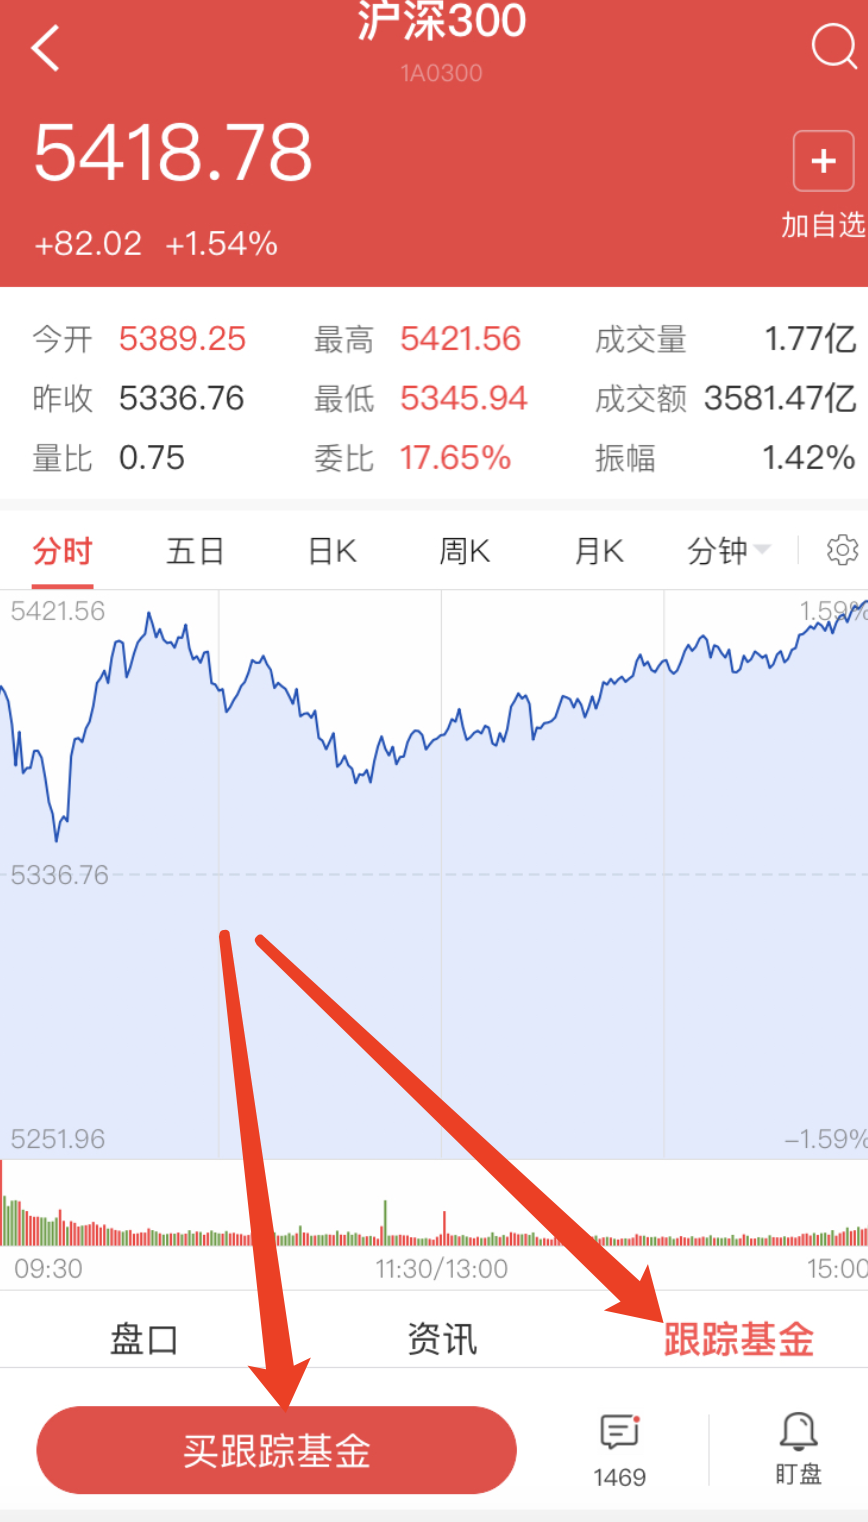 沪深300
1A0300
5418.78
+82.02 +1.54%
加自选
今开 5389.25 最高 5421.56 成交量 1.77亿
昨收 5336.76 最低 5345.94 成交额 3581.47亿
量比 0.75 委比 17.65% 振幅 1.42%
分时 五日 日K 周K 月K 分钟
5421.56 1.59%
5336.76
5251.96 -1.59%
09:30 11:30/13:00 15:00
盘口 资讯 跟踪基金
买跟踪基金
1469 盯盘